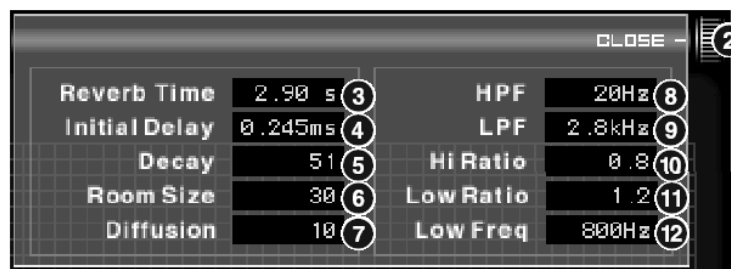 CLOSE - 2
Reverb Time 2.90 s 3
Initial Delay 0.245ms 4
Decay 51 5
Room Size 30 6
Diffusion 10 7
HPF 20Hz 8
LPF 2.8kHz 9
Hi Ratio 0.8 10
Low Ratio 1.2 11
Low Freq 800Hz 12